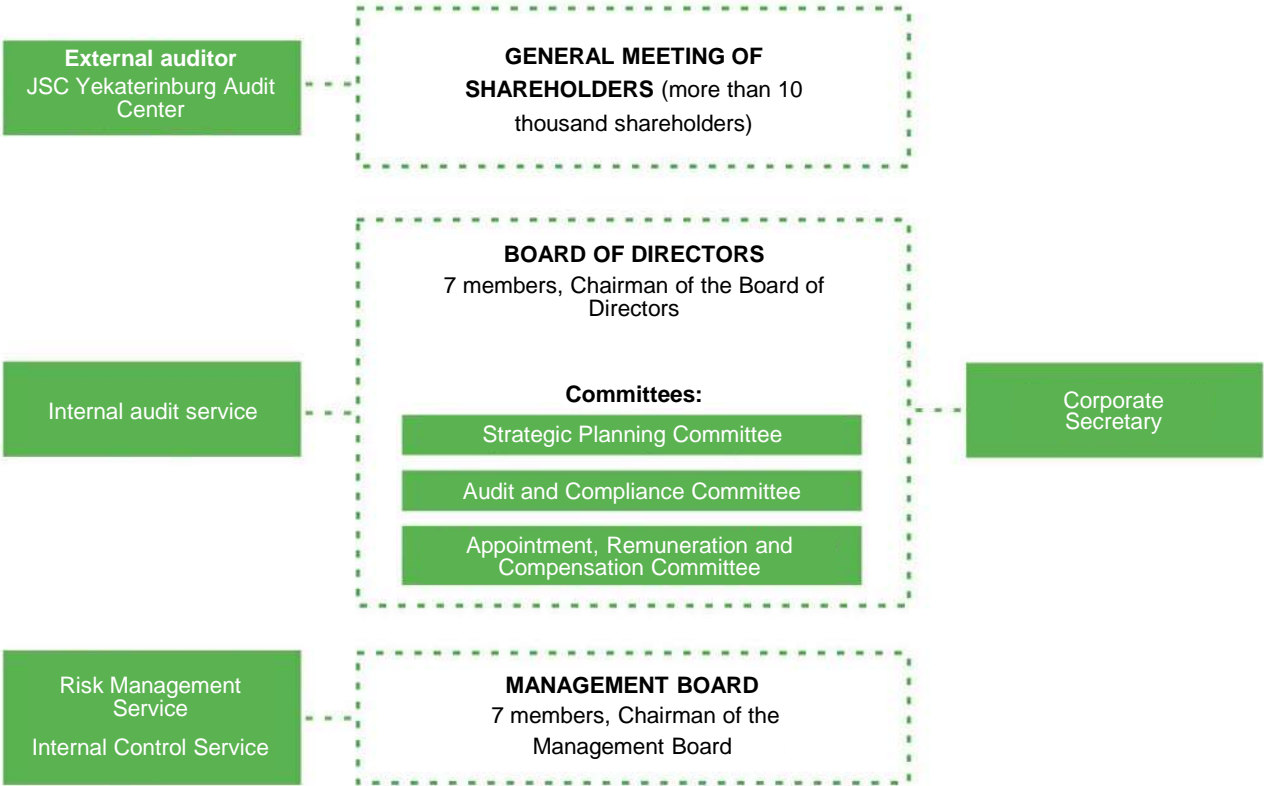 External auditor
JSC Yekaterinburg Audit
Center
GENERAL MEETING OF
SHAREHOLDERS (more than 10
thousand shareholders)
BOARD OF DIRECTORS
7 members, Chairman of the Board of
Directors
Internal audit service
Committees:
Strategic Planning Committee
Audit and Compliance Committee
Appointment, Remuneration and
Compensation Committee
Corporate
Secretary
Risk Management
Service
Internal Control Service
MANAGEMENT BOARD
7 members, Chairman of the
Management Board